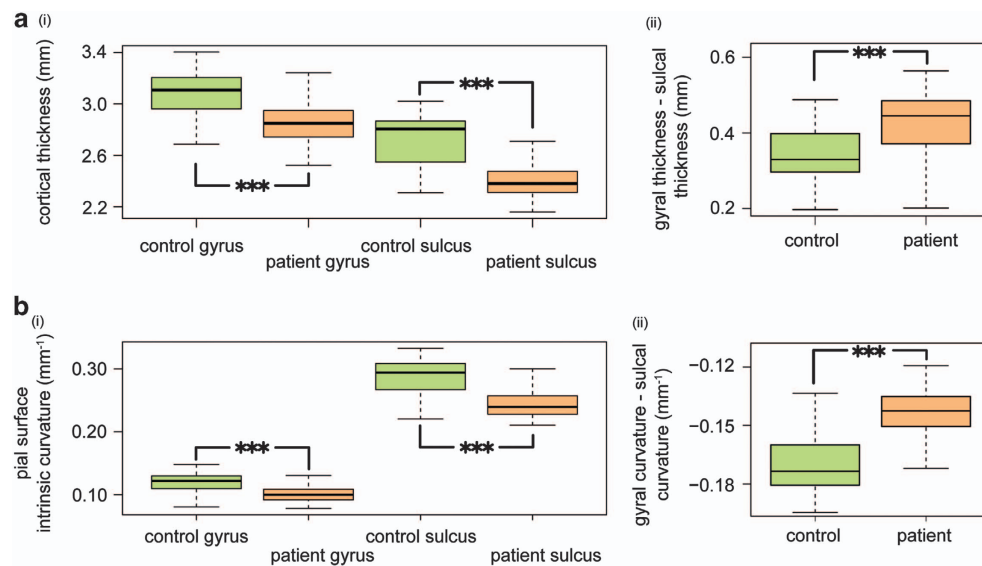 a (i)
cortical thickness (mm)
3.4
3.0
2.6
2.2
***
***
control gyrus
patient gyrus
control sulcus
patient sulcus
(ii)
gyral thickness - sulcal
thickness (mm)
0.6
0.4
0.2
***
control
patient
b (i)
pial surface
intrinsic curvature (mm⁻¹)
0.30
0.20
0.10
***
***
control gyrus
patient gyrus
control sulcus
patient sulcus
(ii)
gyral curvature - sulcal
curvature (mm⁻¹)
−0.12
−0.15
−0.18
***
control
patient